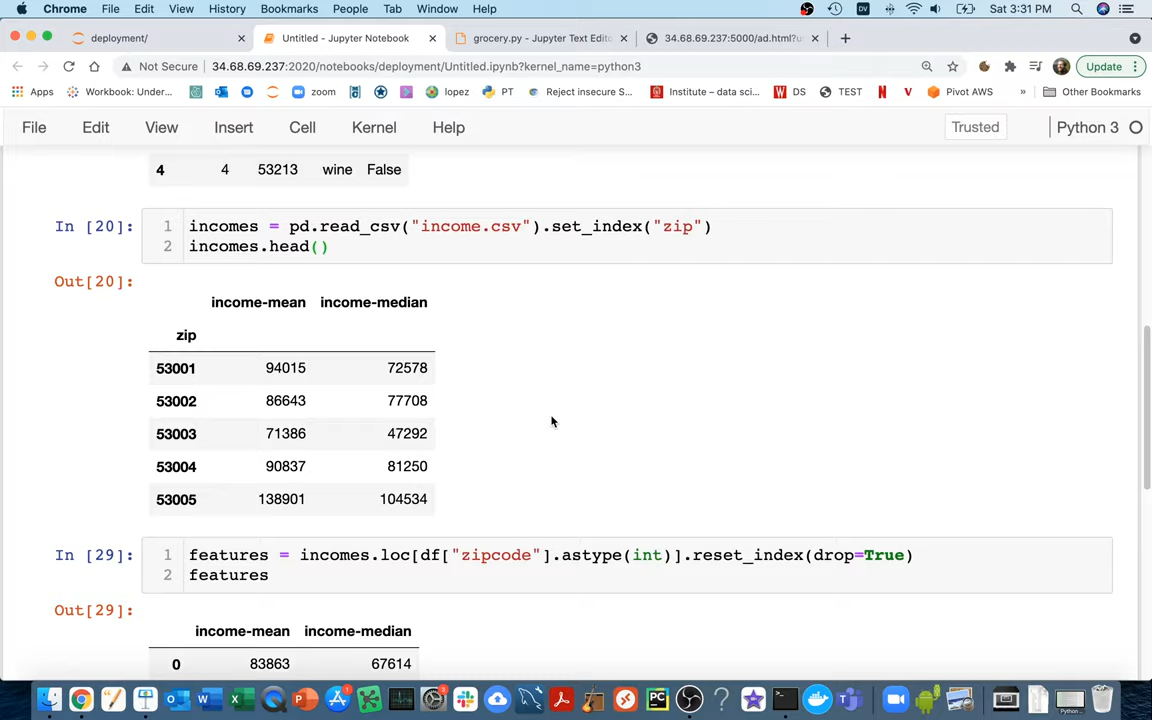 Chrome File Edit View History Bookmarks People Tab Window Help Sat 3:31 PM
deployment/ Untitled - Jupyter Notebook grocery.py - Jupyter Text Edito 34.68.69.237:5000/ad.html?u
Not Secure 34.68.69.237:2020/notebooks/deployment/Untitled.ipynb?kernel_name=python3 Update
Apps Workbook: Under... zoom lopez PT Reject insecure S... Institute – data sci... DS TEST Pivot AWS » Other Bookmarks
File Edit View Insert Cell Kernel Help Trusted Python 3
4 4 53213 wine False
In [20]: 1 incomes = pd.read_csv("income.csv").set_index("zip")
2 incomes.head()
Out[20]:
income-mean income-median
zip
53001 94015 72578
53002 86643 77708
53003 71386 47292
53004 90837 81250
53005 138901 104534
In [29]: 1 features = incomes.loc[df["zipcode"].astype(int)].reset_index(drop=True)
2 features
Out[29]:
income-mean income-median
0 83863 67614